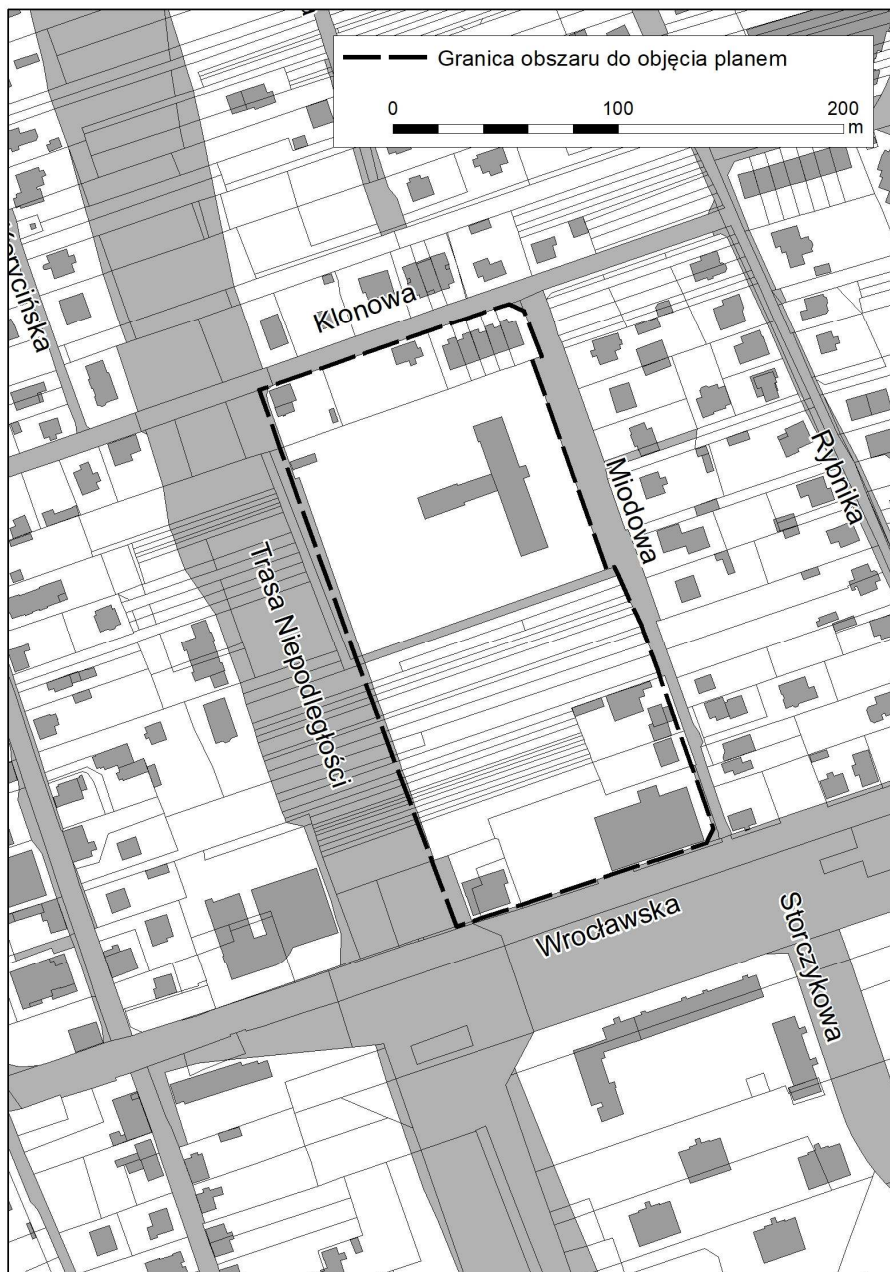 Granica obszaru do objęcia planem
0 100 200
m
Klonowa
Miodowa
Rybnika
Trasa Niepodległości
Wrocławska
Storczykowa